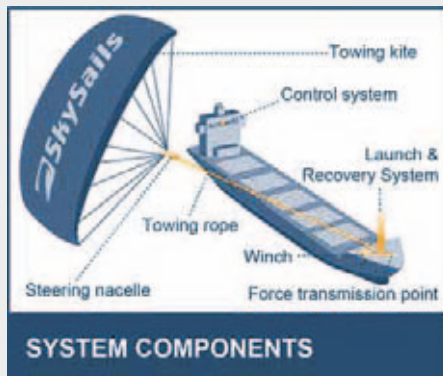 SkySails
Towing kite
Control system
Launch &
Recovery System
Towing rope
Winch
Steering nacelle
Force transmission point
SYSTEM COMPONENTS